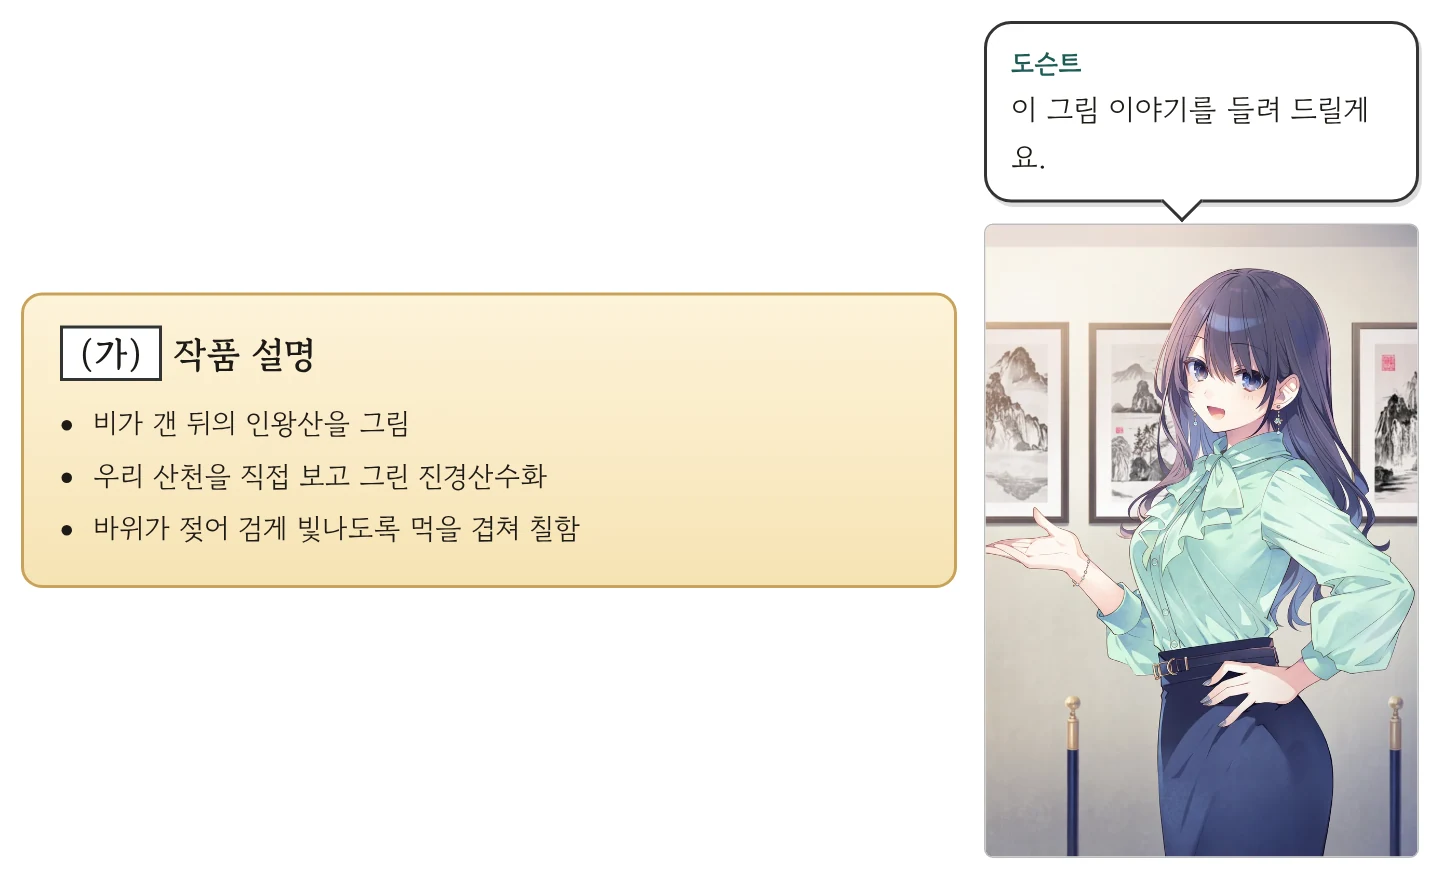 도슨트
이 그림 이야기를 들려 드릴게
요.
(가) 작품 설명
• 비가 갠 뒤의 인왕산을 그림
• 우리 산천을 직접 보고 그린 진경산수화
• 바위가 젖어 검게 빛나도록 먹을 겹쳐 칠함